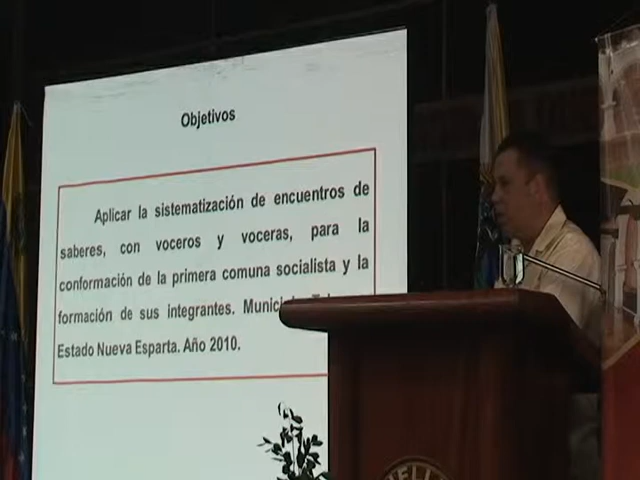 Objetivos
Aplicar la sistematización de encuentros de
saberes, con voceros y voceras, para la
conformación de la primera comuna socialista y la
formación de sus integrantes.
Estado Nueva Esparta. Año 2010.